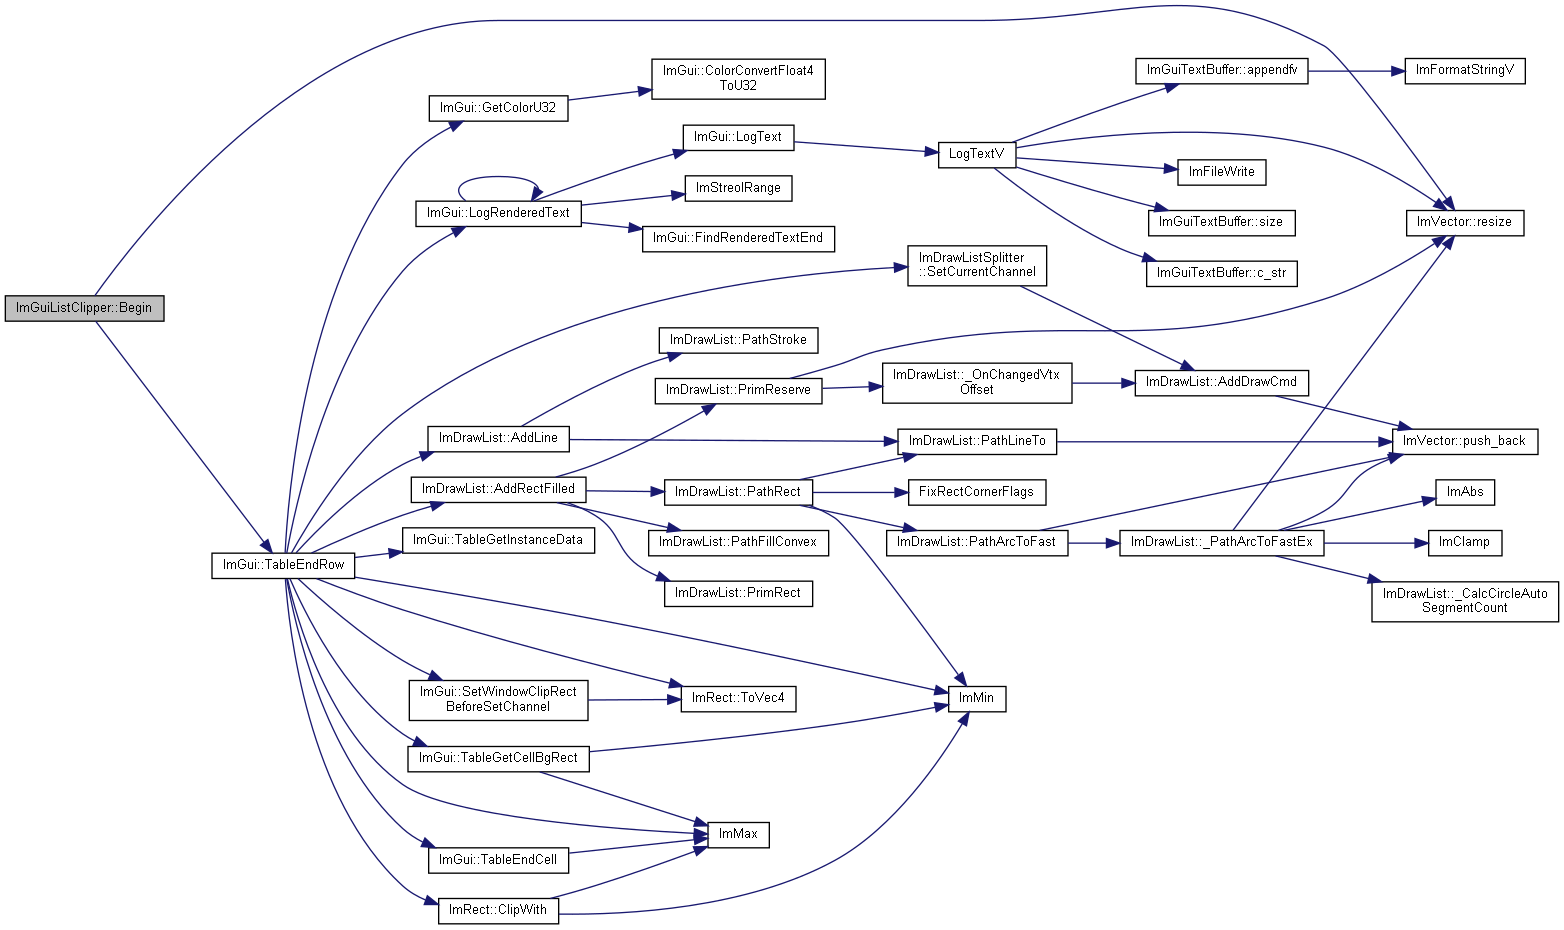 ImGuiListClipper::Begin
ImGui::TableEndRow
ImGui::GetColorU32
ImGui::LogRenderedText
ImDrawList::AddLine
ImDrawList::AddRectFilled
ImGui::TableGetInstanceData
ImGui::SetWindowClipRect
BeforeSetChannel
ImGui::TableGetCellBgRect
ImGui::TableEndCell
ImRect::ClipWith
ImGui::ColorConvertFloat4
ToU32
ImGui::LogText
ImStreolRange
ImGui::FindRenderedTextEnd
ImDrawList::PathStroke
ImDrawList::PrimReserve
ImDrawList::PathRect
ImDrawList::PathFillConvex
ImDrawList::PrimRect
ImRect::ToVec4
ImMax
LogTextV
ImDrawListSplitter
::SetCurrentChannel
ImDrawList::_OnChangedVtx
Offset
ImDrawList::PathLineTo
FixRectCornerFlags
ImDrawList::PathArcToFast
ImMin
ImGuiTextBuffer::appendfv
ImFileWrite
ImGuiTextBuffer::size
ImGuiTextBuffer::c_str
ImDrawList::AddDrawCmd
ImDrawList::_PathArcToFastEx
ImFormatStringV
ImVector::resize
ImVector::push_back
ImAbs
ImClamp
ImDrawList::_CalcCircleAuto
SegmentCount